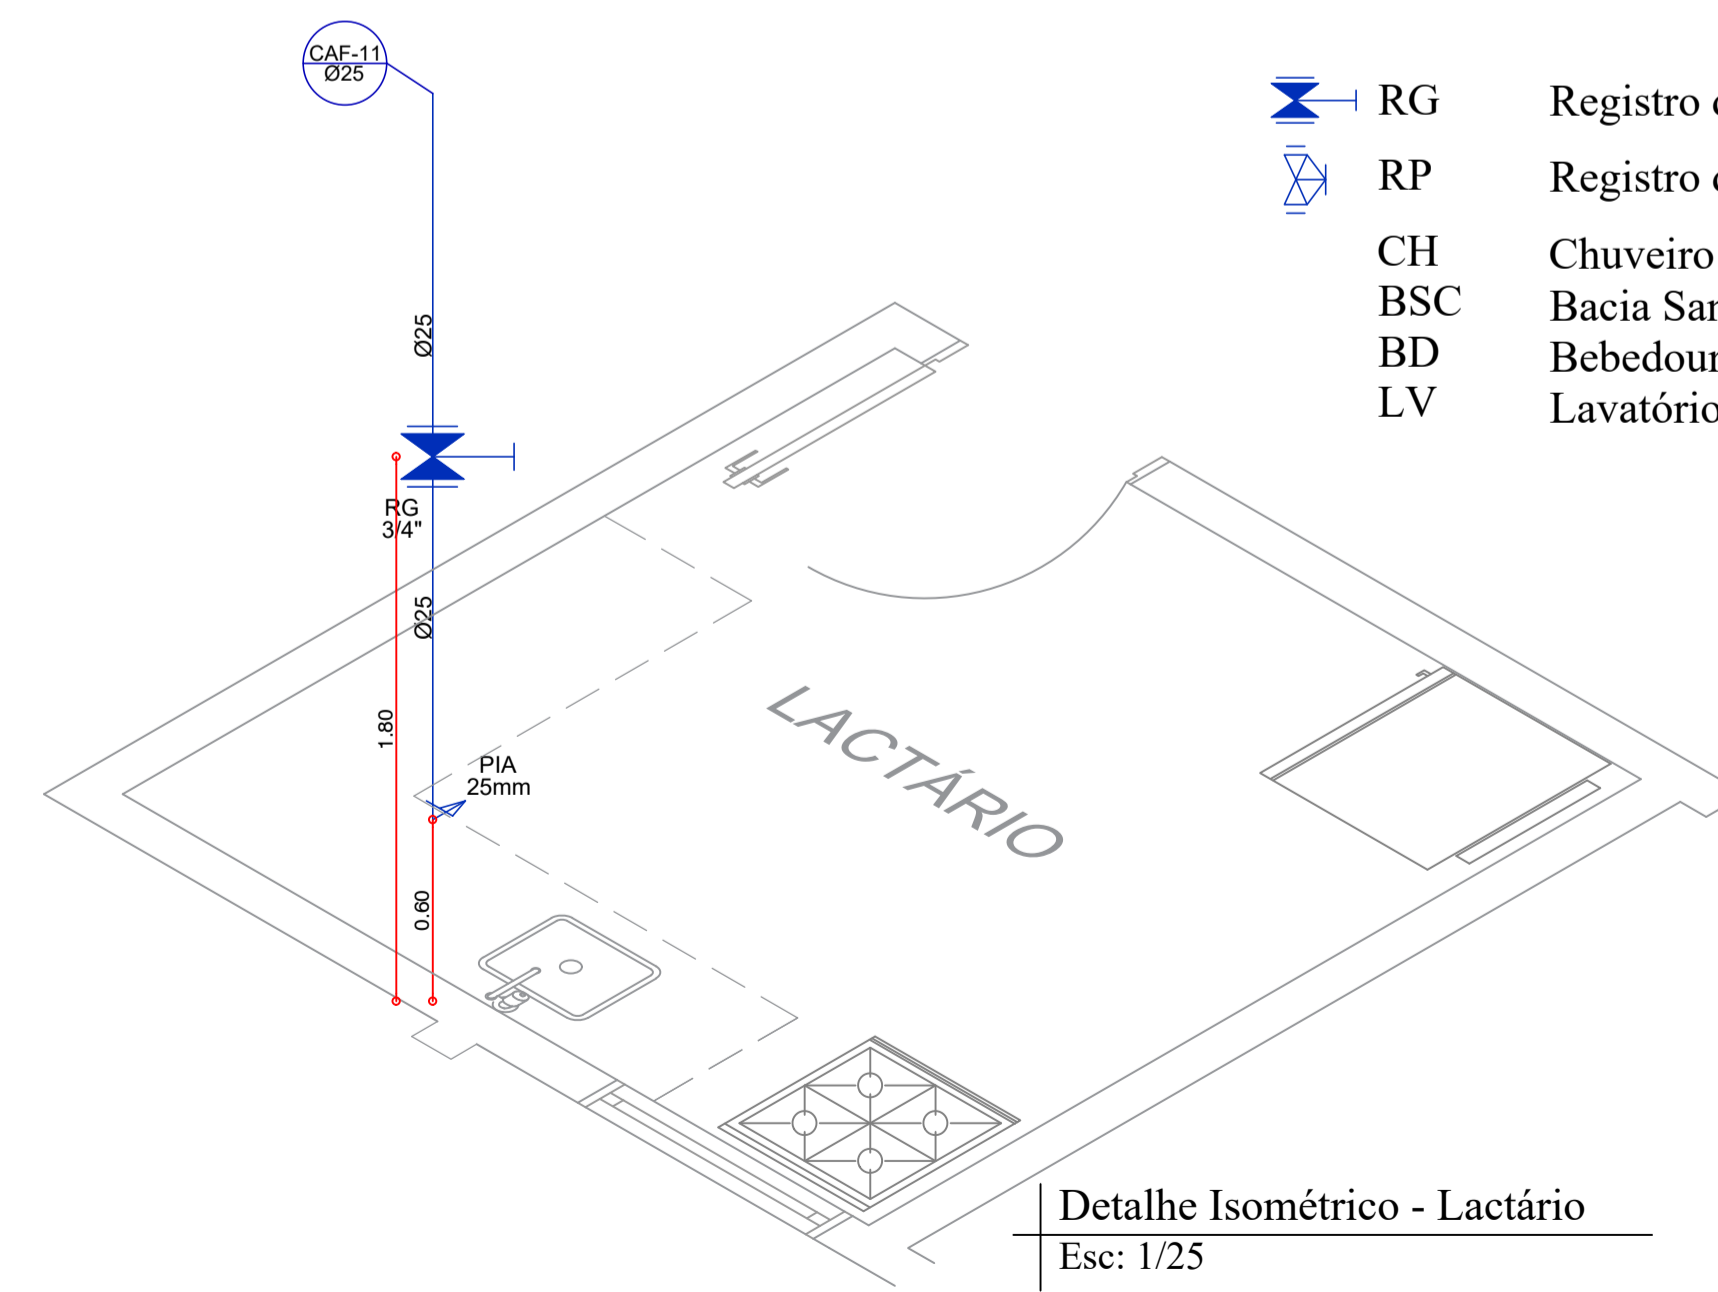 CAF-11
Ø25
Ø25
RG
3/4"
Ø25
1.80
PIA
25mm
0.60
LACTÁRIO
RG Registro
RP Registro
CH Chuveiro
BSC Bacia
BD
LV Lavatório
Detalhe Isométrico - Lactário
Esc: 1/25